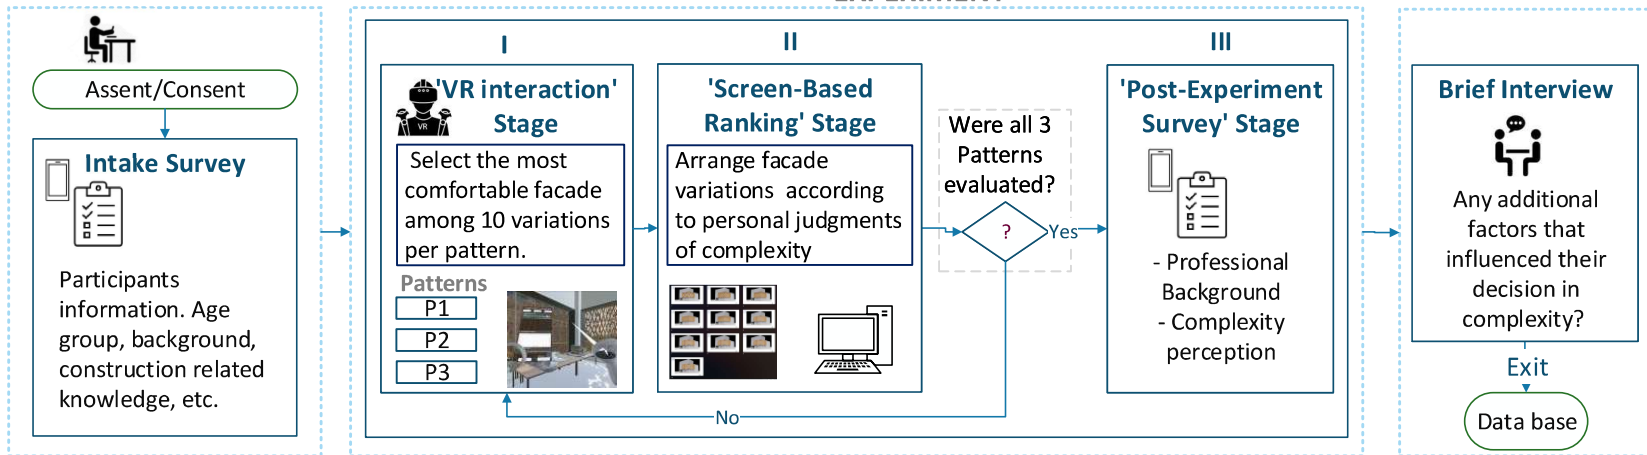 EXPERIMENT
Assent/Consent
Intake Survey
Participants
information. Age
group, background,
construction related
knowledge, etc.
I
'VR interaction'
Stage
VR
Select the most
comfortable facade
among 10 variations
per pattern.
Patterns
P1
P2
P3
II
'Screen-Based
Ranking' Stage
Arrange facade
variations according
to personal judgments
of complexity
Were all 3
Patterns
evaluated?
?
Yes
No
III
'Post-Experiment
Survey' Stage
- Professional
Background
- Complexity
perception
Brief Interview
Any additional
factors that
influenced their
decision in
complexity?
Exit
Data base